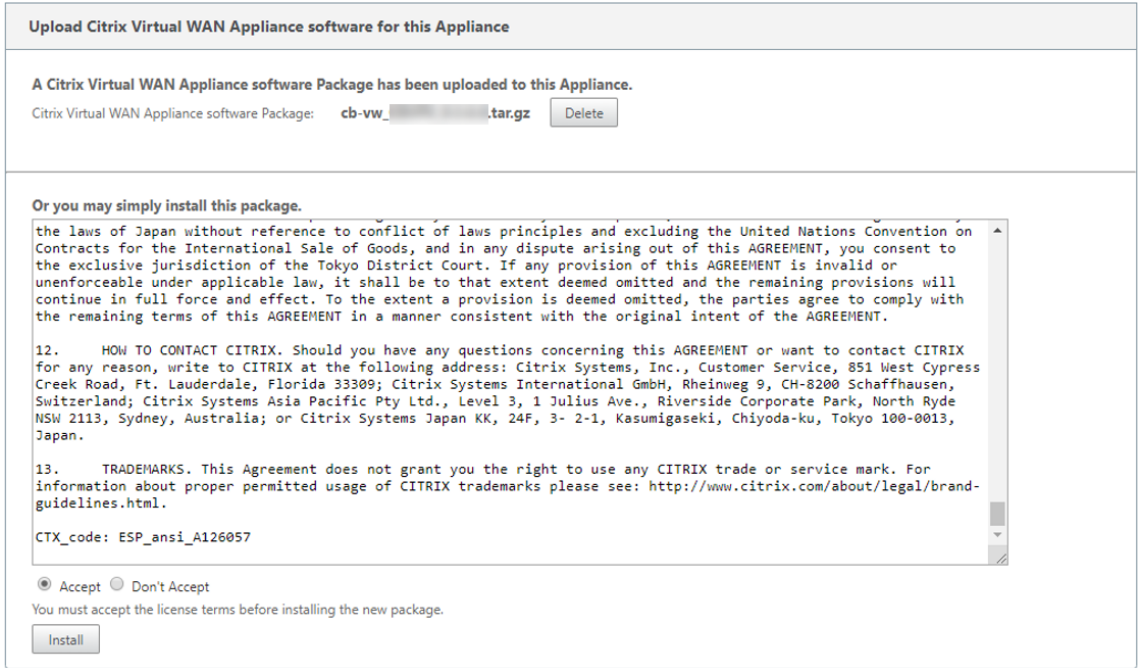 Upload Citrix Virtual WAN Appliance software for this Appliance
A Citrix Virtual WAN Appliance software Package has been uploaded to this Appliance.
Citrix Virtual WAN Appliance software Package: cb-vw_ .tar.gz Delete
Or you may simply install this package.
the laws of Japan without reference to conflict of laws principles and excluding the United Nations Convention on
Contracts for the International Sale of Goods, and in any dispute arising out of this AGREEMENT, you consent to
the exclusive jurisdiction of the Tokyo District Court. If any provision of this AGREEMENT is invalid or
unenforceable under applicable law, it shall be to that extent deemed omitted and the remaining provisions will
continue in full force and effect. To the extent a provision is deemed omitted, the parties agree to comply with
the remaining terms of this AGREEMENT in a manner consistent with the original intent of the AGREEMENT.
12. HOW TO CONTACT CITRIX. Should you have any questions concerning this AGREEMENT or want to contact CITRIX
for any reason, write to CITRIX at the following address: Citrix Systems, Inc., Customer Service, 851 West Cypress
Creek Road, Ft. Lauderdale, Florida 33309; Citrix Systems International GmbH, Rheinweg 9, CH-8200 Schaffhausen,
Switzerland; Citrix Systems Asia Pacific Pty Ltd., Level 3, 1 Julius Ave., Riverside Corporate Park, North Ryde
NSW 2113, Sydney, Australia; or Citrix Systems Japan KK, 24F, 3- 2-1, Kasumigaseki, Chiyoda-ku, Tokyo 100-0013,
Japan.
13. TRADEMARKS. This Agreement does not grant you the right to use any CITRIX trade or service mark. For
information about proper permitted usage of CITRIX trademarks please see: http://www.citrix.com/about/legal/brand-
guidelines.html.
CTX_code: ESP_ansi_A126057
Accept Don't Accept
You must accept the license terms before installing the new package.
Install